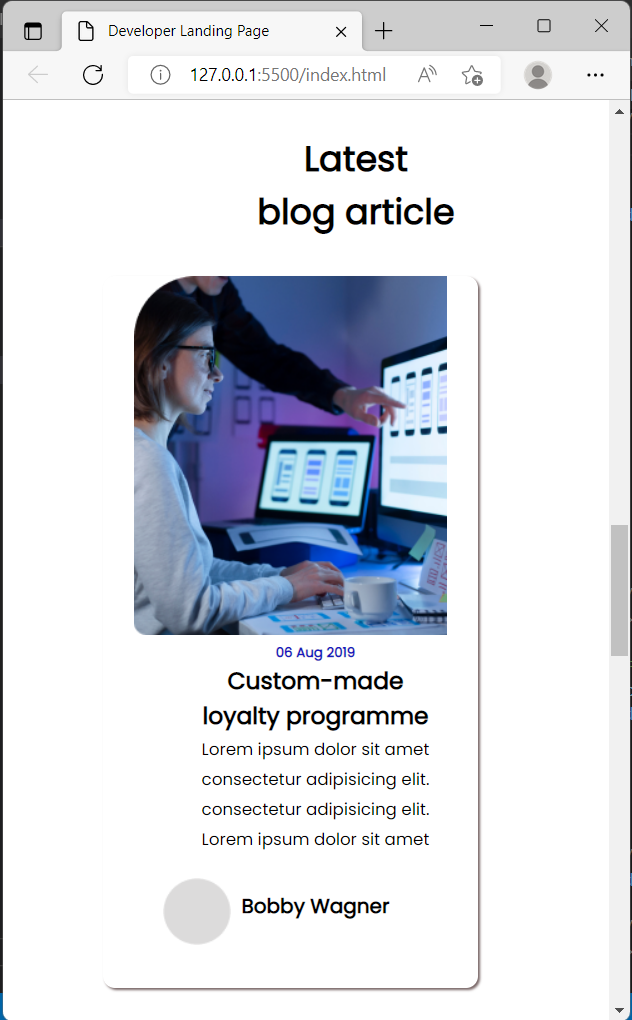 Developer Landing Page
127.0.0.1:5500/index.html
Latest
blog article
06 Aug 2019
Custom-made
loyalty programme
Lorem ipsum dolor sit amet
consectetur adipisicing elit.
consectetur adipisicing elit.
Lorem ipsum dolor sit amet
Bobby Wagner